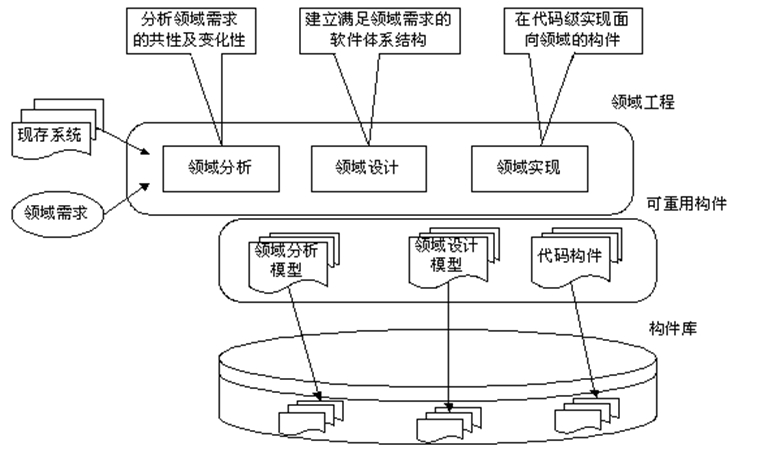 分析领域需求
的共性及变化性
建立满足领域需求的
软件体系结构
在代码级实现面
向领域的构件
领域工程
现存系统
领域分析
领域设计
领域实现
领域需求
可重用构件
领域分析
模型
领域设计
模型
代码构件
构件库